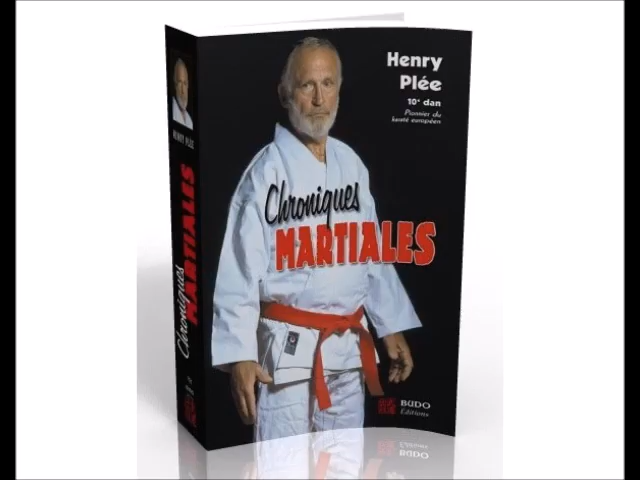 Henry
Plée
10e dan
Pionnier du
karaté européen
Chroniques
MARTIALES
BUDO
Éditions
HENRY PLÉE
Chroniques
MARTIALES